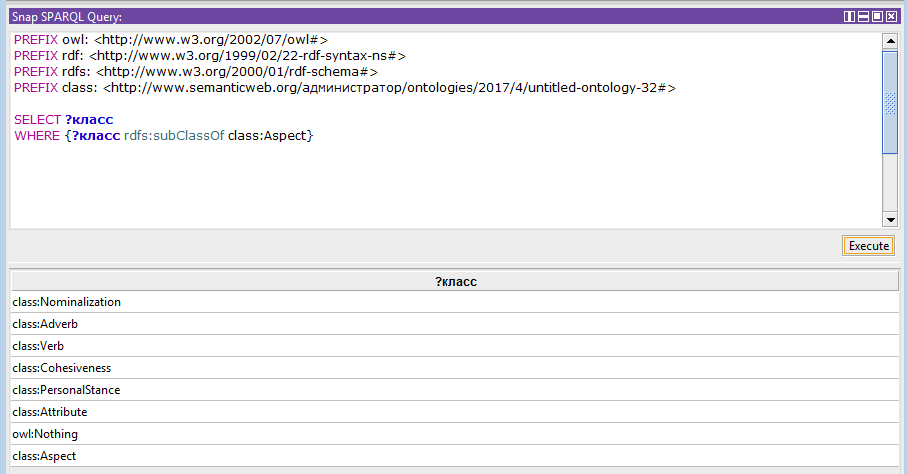 Snap SPARQL Query:
PREFIX owl: <http://www.w3.org/2002/07/owl#>
PREFIX rdf: <http://www.w3.org/1999/02/22-rdf-syntax-ns#>
PREFIX rdfs: <http://www.w3.org/2000/01/rdf-schema#>
PREFIX class: <http://www.semanticweb.org/администратор/ontologies/2017/4/untitled-ontology-32#>
SELECT ?класс
WHERE {?класс rdfs:subClassOf class:Aspect}
Execute
?класс
class:Nominalization
class:Adverb
class:Verb
class:Cohesiveness
class:PersonalStance
class:Attribute
owl:Nothing
class:Aspect